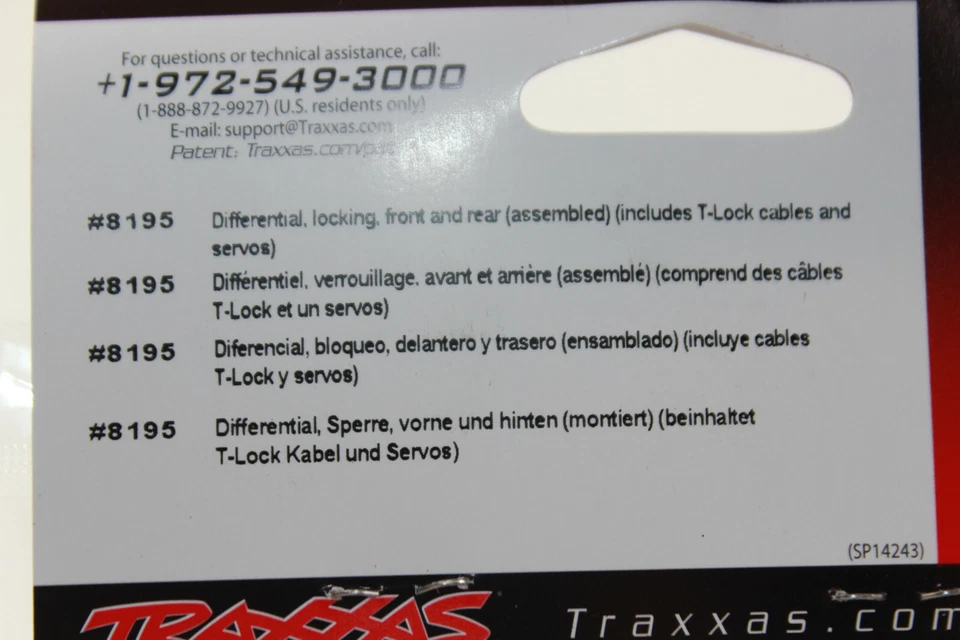 For questions or technical assistance, call:
+1-972-549-3000
(1-888-872-9927) (U.S. residents only)
E-mail: support@Traxxas.com
Patent: Traxxas.com/pat
#8195 Differential, locking, front and rear (assembled) (includes T-Lock cables and
servos)
#8195 Différentiel, verrouillage, avant et arrière (assemblé) (comprend des câbles
T-Lock et un servos)
#8195 Diferencial, bloqueo, delantero y trasero (ensamblado) (incluye cables
T-Lock y servos)
#8195 Differential, Sperre, vorne und hinten (montiert) (beinhaltet
T-Lock Kabel und Servos)
(SP14243)
TRAXXAS Traxxas.com